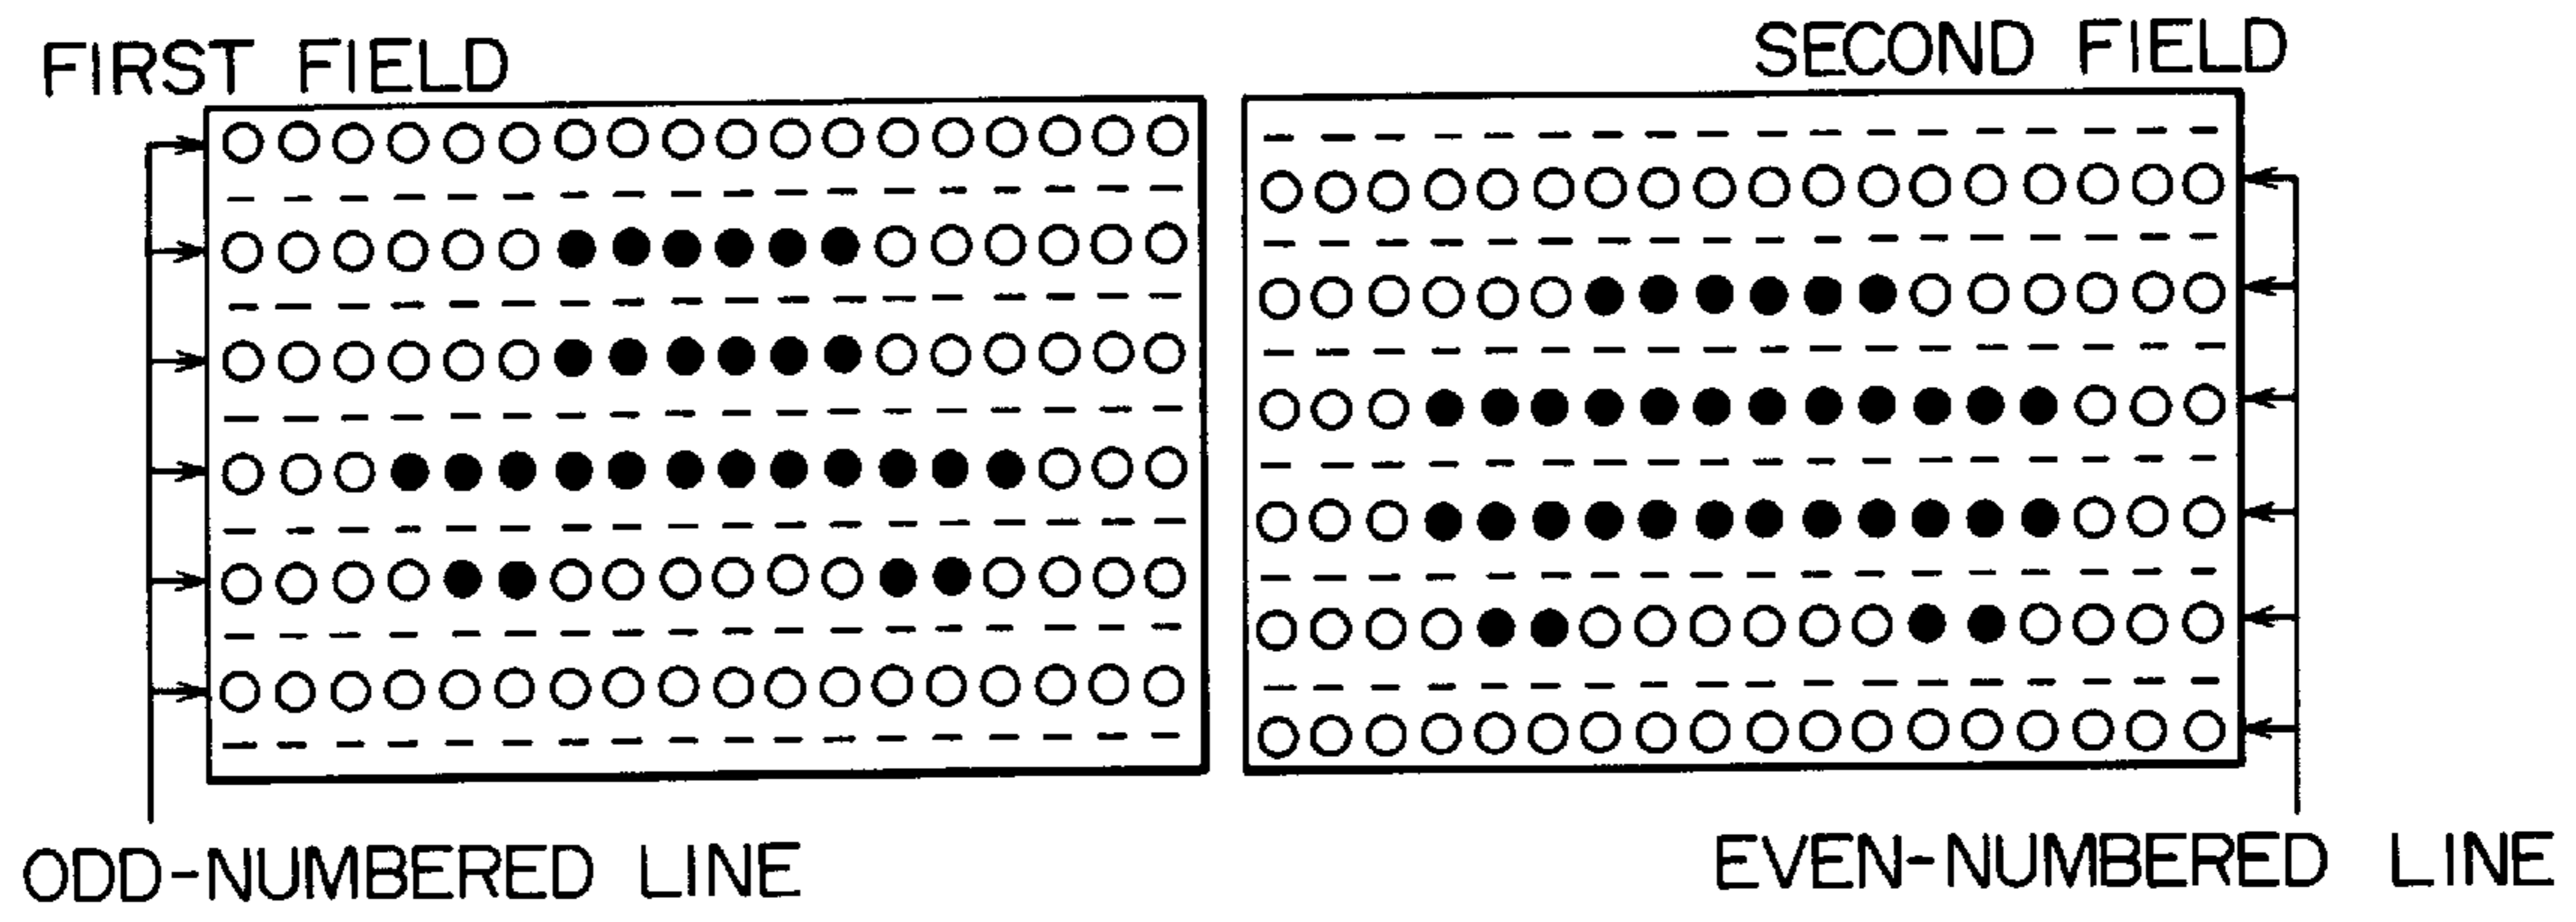 FIRST FIELD
SECOND FIELD
ODD-NUMBERED LINE
EVEN-NUMBERED LINE